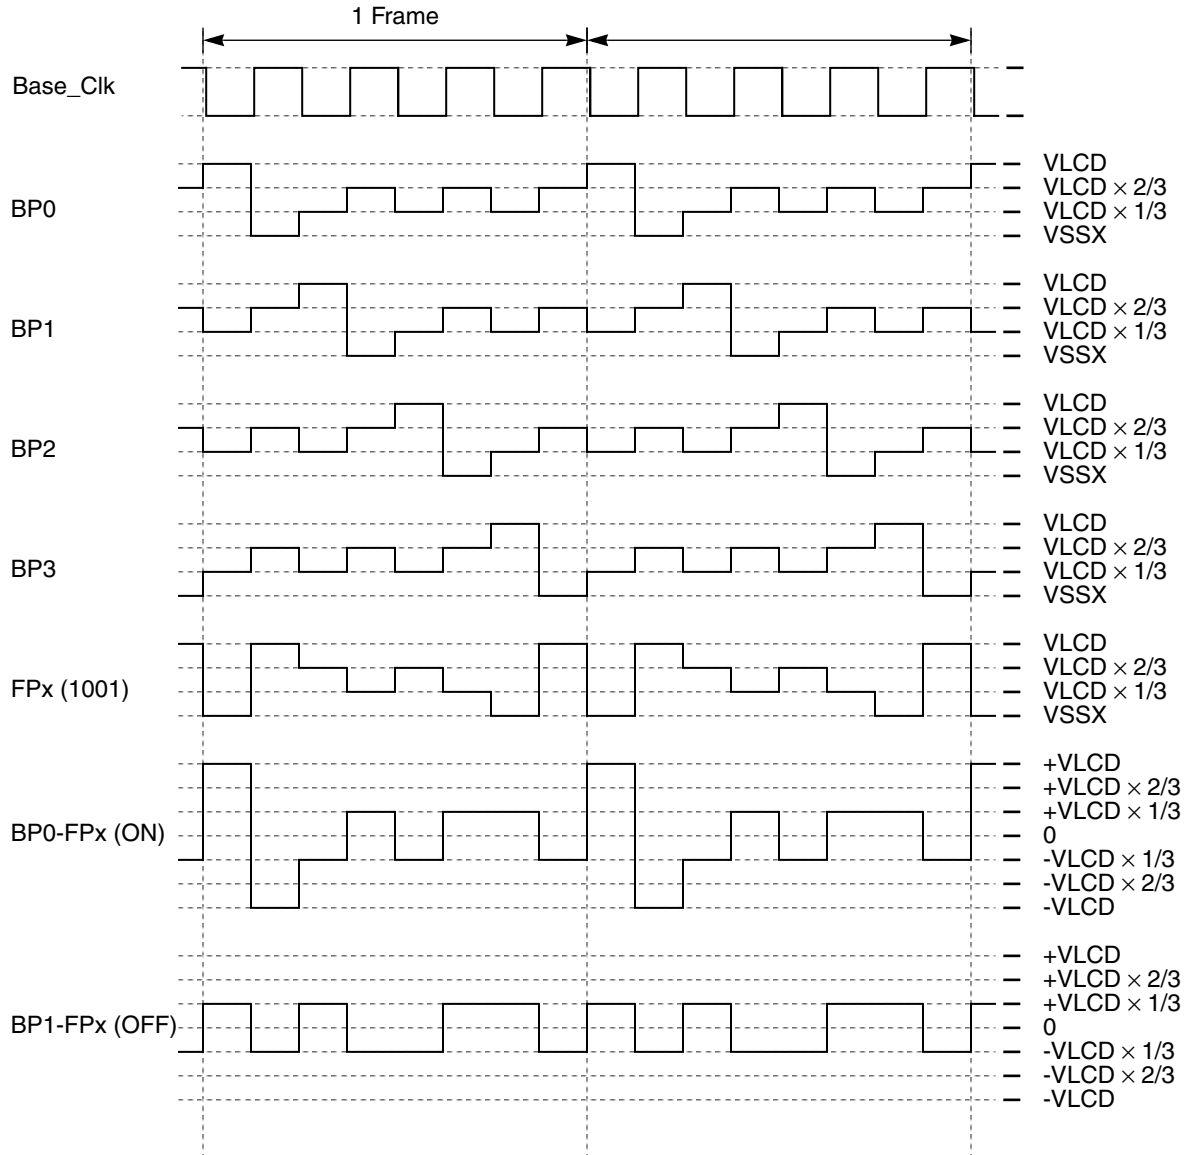 1 Frame
Base_Clk
BP0
VLCD
VLCD × 2/3
VLCD × 1/3
VSSX
BP1
VLCD
VLCD × 2/3
VLCD × 1/3
VSSX
BP2
VLCD
VLCD × 2/3
VLCD × 1/3
VSSX
BP3
VLCD
VLCD × 2/3
VLCD × 1/3
VSSX
FPx (1001)
VLCD
VLCD × 2/3
VLCD × 1/3
VSSX
BP0-FPx (ON)
+VLCD
+VLCD × 2/3
+VLCD × 1/3
0
-VLCD × 1/3
-VLCD × 2/3
-VLCD
BP1-FPx (OFF)
+VLCD
+VLCD × 2/3
+VLCD × 1/3
0
-VLCD × 1/3
-VLCD × 2/3
-VLCD